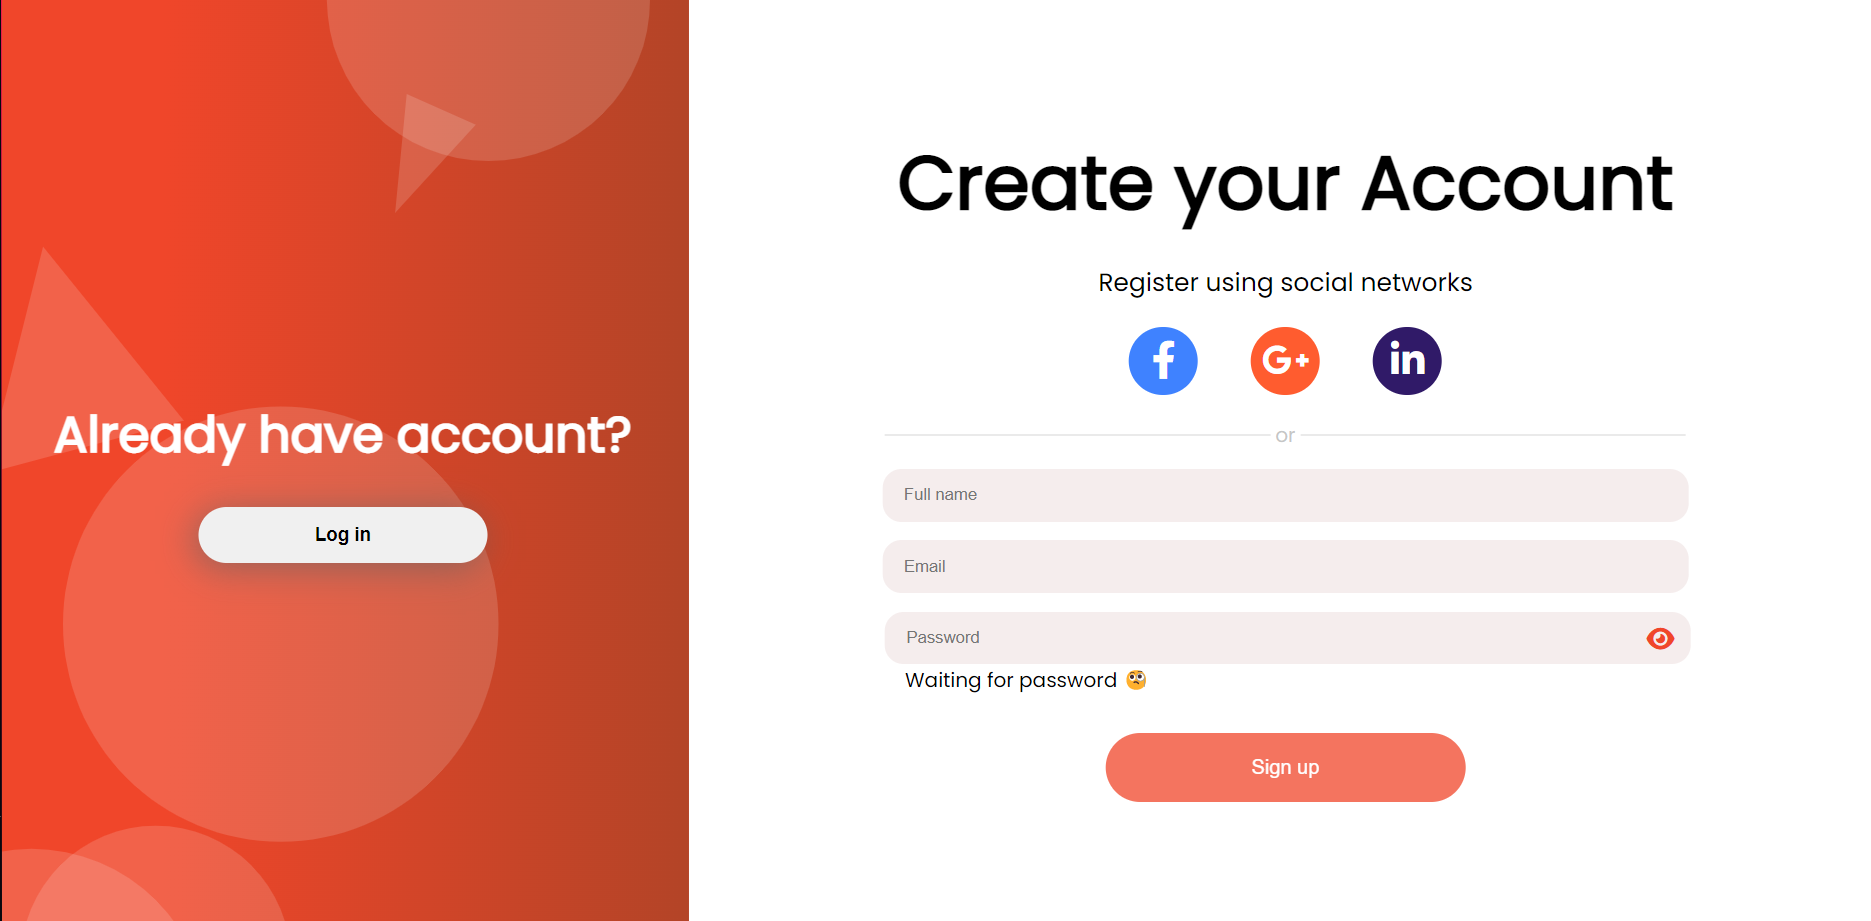 Already have account?
Log in
Create your Account
Register using social networks
f
G+
in
or
Full name
Email
Password
Waiting for password 🧐
Sign up